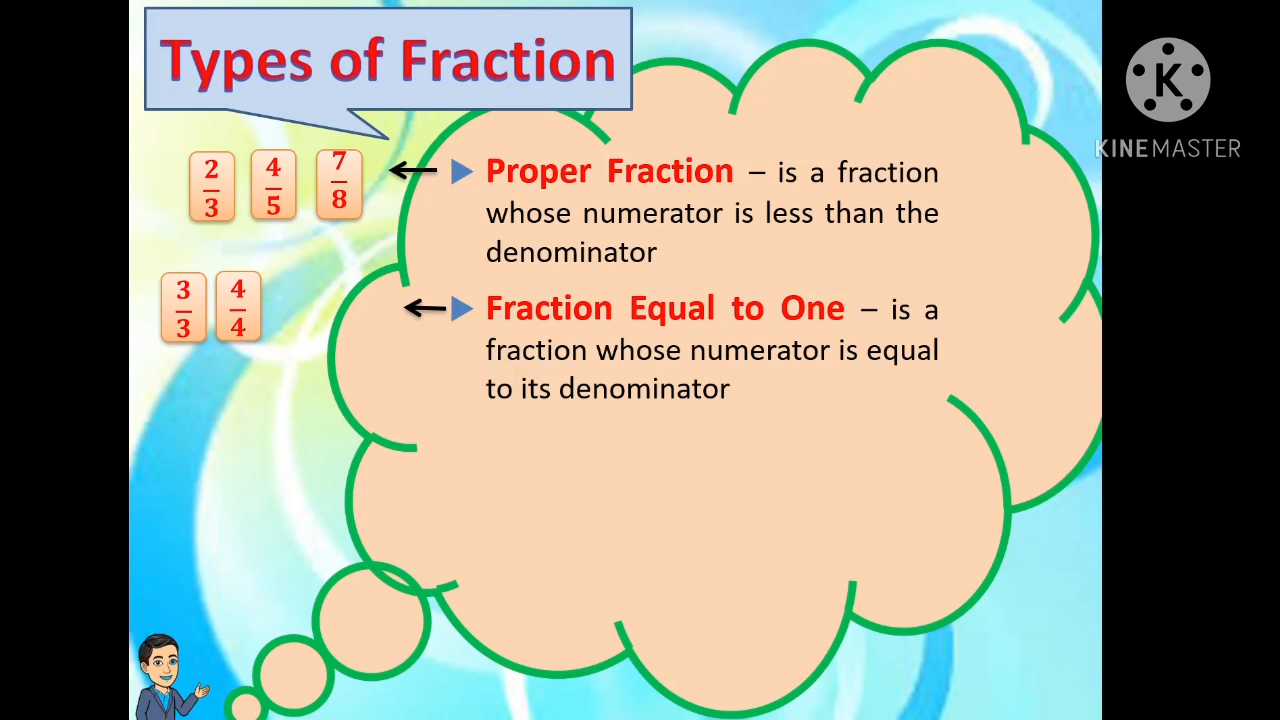 Types of Fraction
K
KINEMASTER
2/3 4/5 7/8
Proper Fraction – is a fraction
whose numerator is less than the
denominator
3/3 4/4
Fraction Equal to One – is a
fraction whose numerator is equal
to its denominator